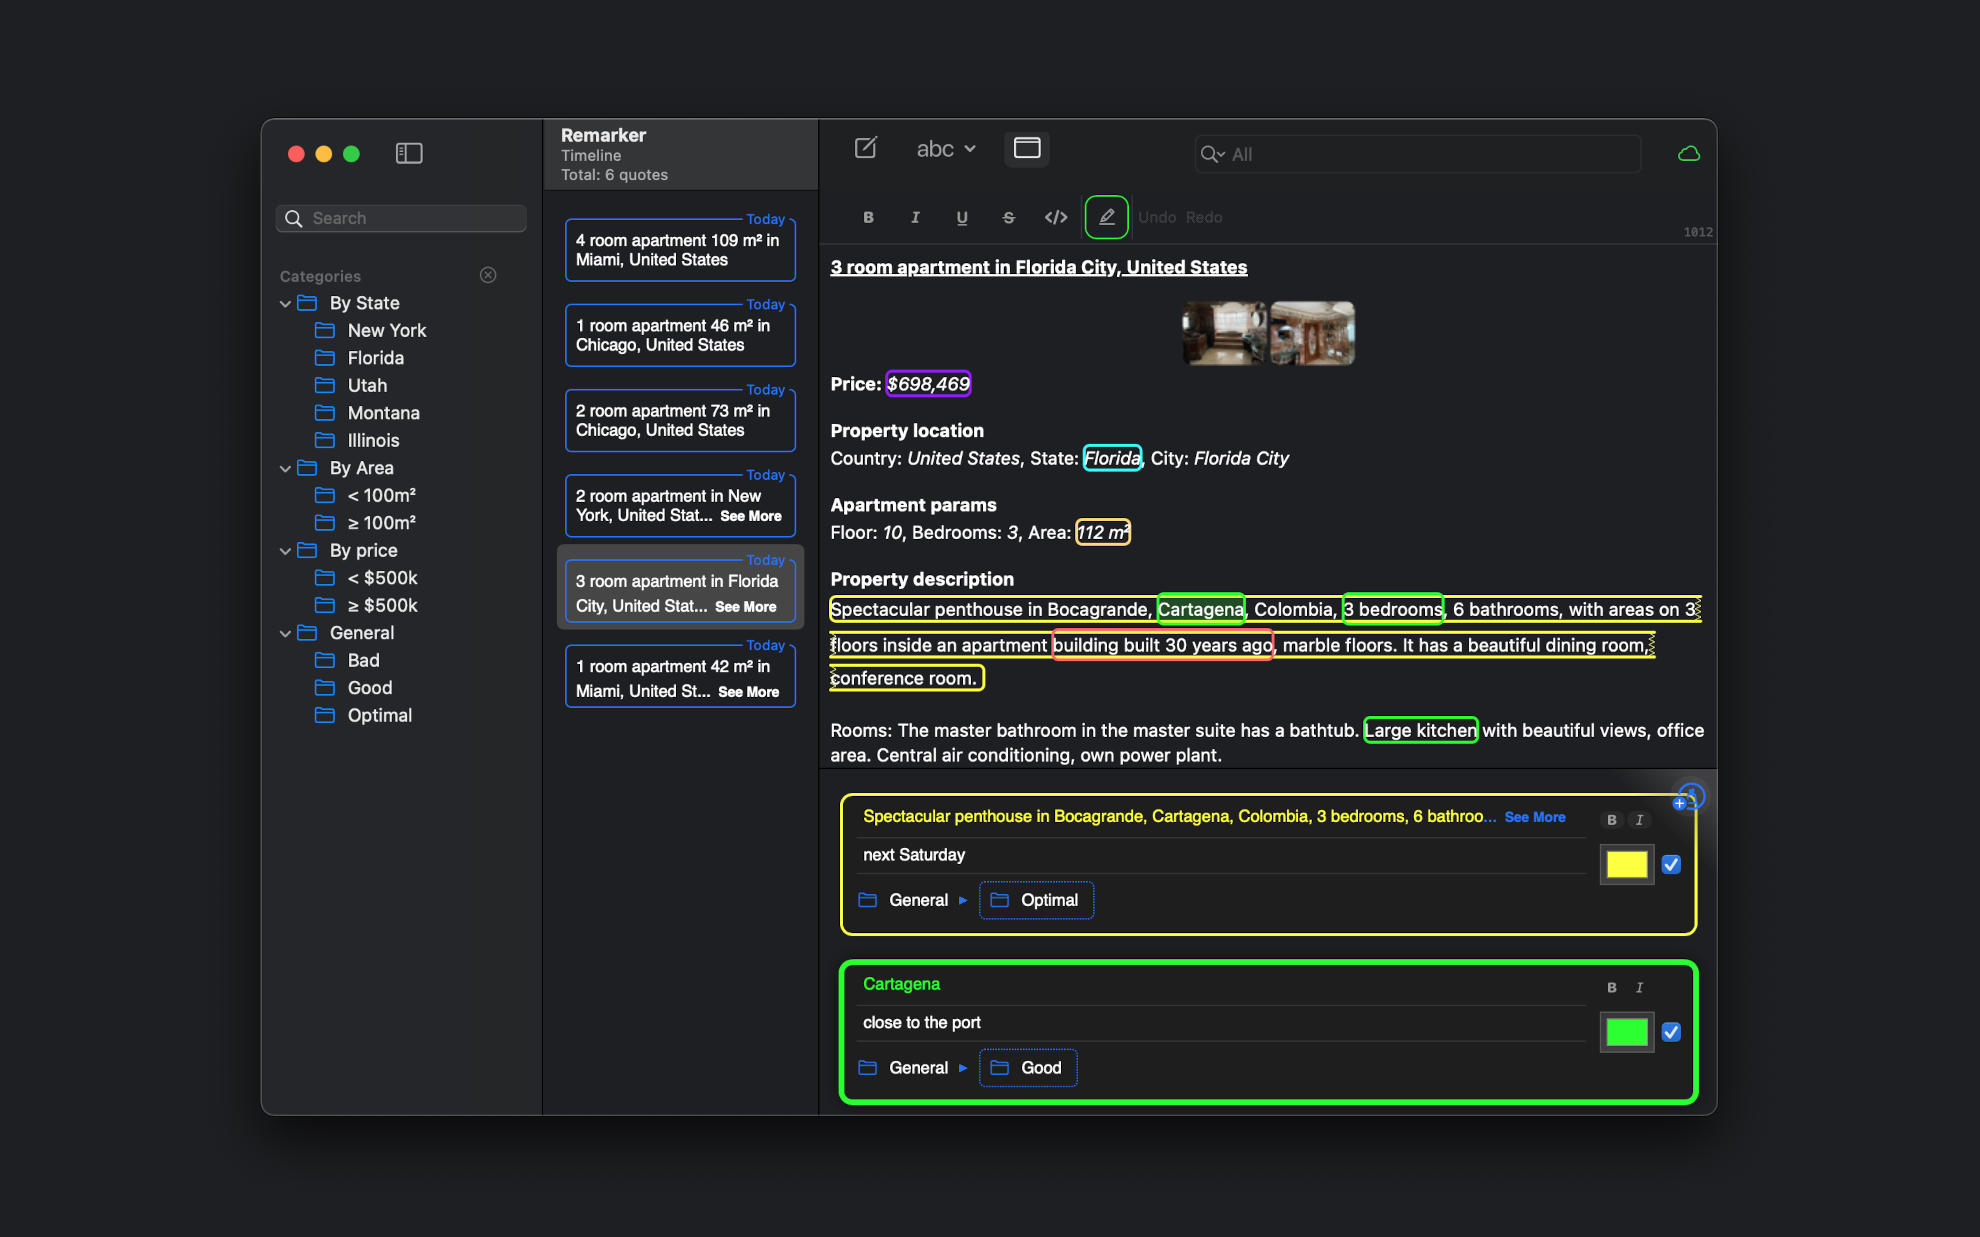 Search
Categories
By State
New York
Florida
Utah
Montana
Illinois
By Area
< 100m²
≥ 100m²
By price
< $500k
≥ $500k
General
Bad
Good
Optimal
Remarker
Timeline
Total: 6 quotes
Today
4 room apartment 109 m² in
Miami, United States
Today
1 room apartment 46 m² in
Chicago, United States
Today
2 room apartment 73 m² in
Chicago, United States
Today
2 room apartment in New
York, United Stat... See More
Today
3 room apartment in Florida
City, United Stat... See More
Today
1 room apartment 42 m² in
Miami, United St... See More
abc
All
B I U S </> Undo Redo
1012
3 room apartment in Florida City, United States
Price: $698,469
Property location
Country: United States, State: Florida, City: Florida City
Apartment params
Floor: 10, Bedrooms: 3, Area: 112 m²
Property description
Spectacular penthouse in Bocagrande, Cartagena, Colombia, 3 bedrooms, 6 bathrooms, with areas on 3
floors inside an apartment building built 30 years ago, marble floors. It has a beautiful dining room,
conference room.
Rooms: The master bathroom in the master suite has a bathtub. Large kitchen with beautiful views, office
area. Central air conditioning, own power plant.
Spectacular penthouse in Bocagrande, Cartagena, Colombia, 3 bedrooms, 6 bathroo... See More
B I
next Saturday
General ▸ Optimal
Cartagena
B I
close to the port
General ▸ Good